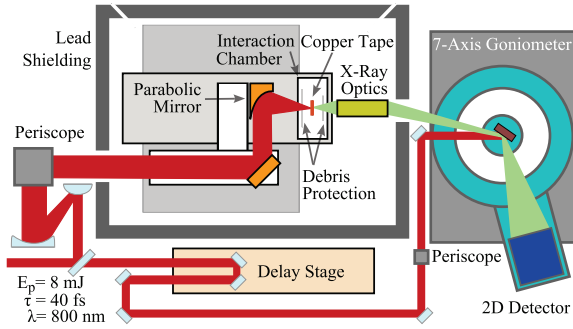 Lead
Shielding
Interaction
Chamber
Copper Tape
X-Ray
Optics
7-Axis Goniometer
Parabolic
Mirror
Periscope
Debris
Protection
Periscope
Delay Stage
2D Detector
Eₚ= 8 mJ
τ = 40 fs
λ= 800 nm